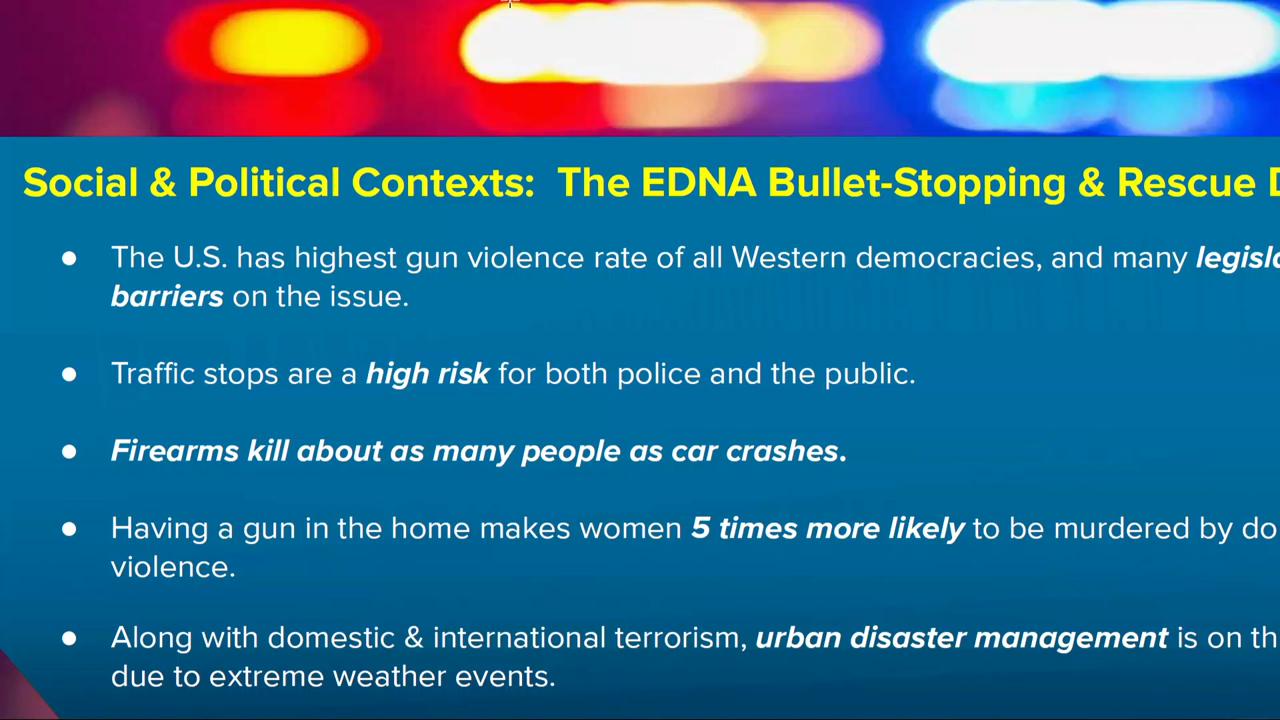 Social & Political Contexts: The EDNA Bullet-Stopping & Rescue
• The U.S. has highest gun violence rate of all Western democracies, and many
barriers on the issue.
• Traffic stops are a high risk for both police and the public.
• Firearms kill about as many people as car crashes.
• Having a gun in the home makes women 5 times more likely to be murdered by
violence.
• Along with domestic & international terrorism, urban disaster management is on
due to extreme weather events.